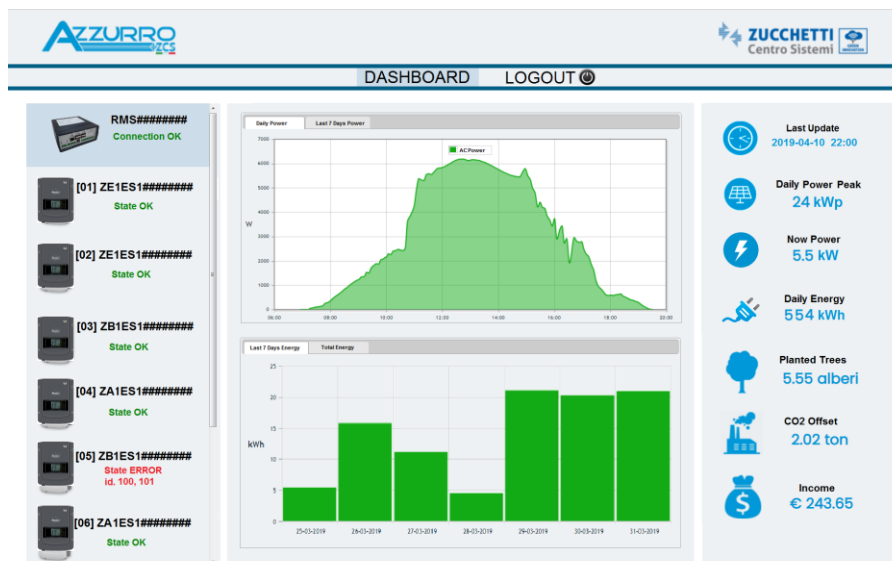 AZZURRO
ZCS
ZUCCHETTI
Centro Sistemi
DASHBOARD
LOGOUT
RMS########
Connection OK
[01] ZE1ES1########
State OK
[02] ZE1ES1########
State OK
[03] ZB1ES1########
State OK
[04] ZA1ES1########
State OK
[05] ZB1ES1########
State ERROR
id. 100, 101
[06] ZA1ES1########
State OK
Daily Power
Last 7 Days Power
AC Power
7000
6000
5000
4000
W
3000
2000
1000
0
06:00
08:00
10:00
12:00
14:00
16:00
18:00
20:00
Last 7 Days Energy
Total Energy
25
20
15
kWh
10
5
0
25-03-2019
26-03-2019
27-03-2019
28-03-2019
29-03-2019
30-03-2019
31-03-2019
Last Update
2019-04-10 22:00
Daily Power Peak
24 kWp
Now Power
5.5 kW
Daily Energy
554 kWh
Planted Trees
5.55 alberi
CO2 Offset
2.02 ton
Income
€ 243.65